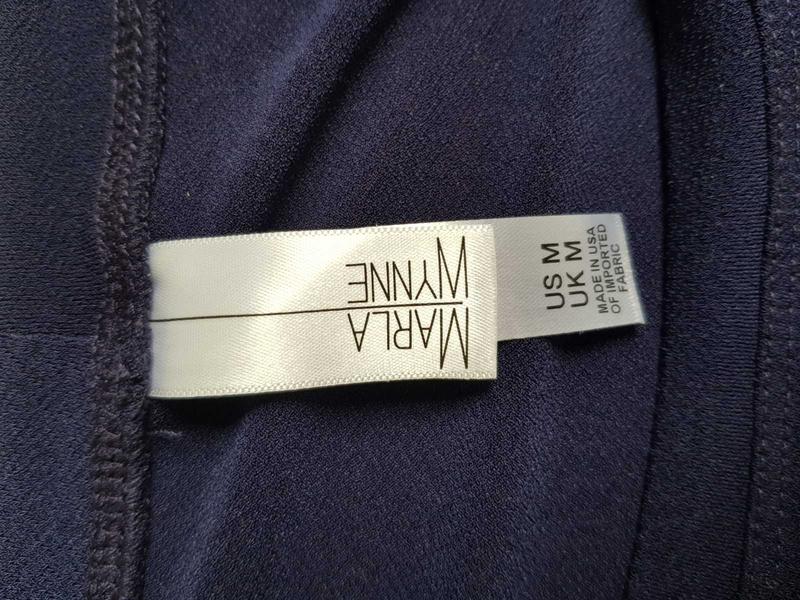 MARLA
WYNNE
US M
UK M
MADE IN USA
OF IMPORTED
FABRIC